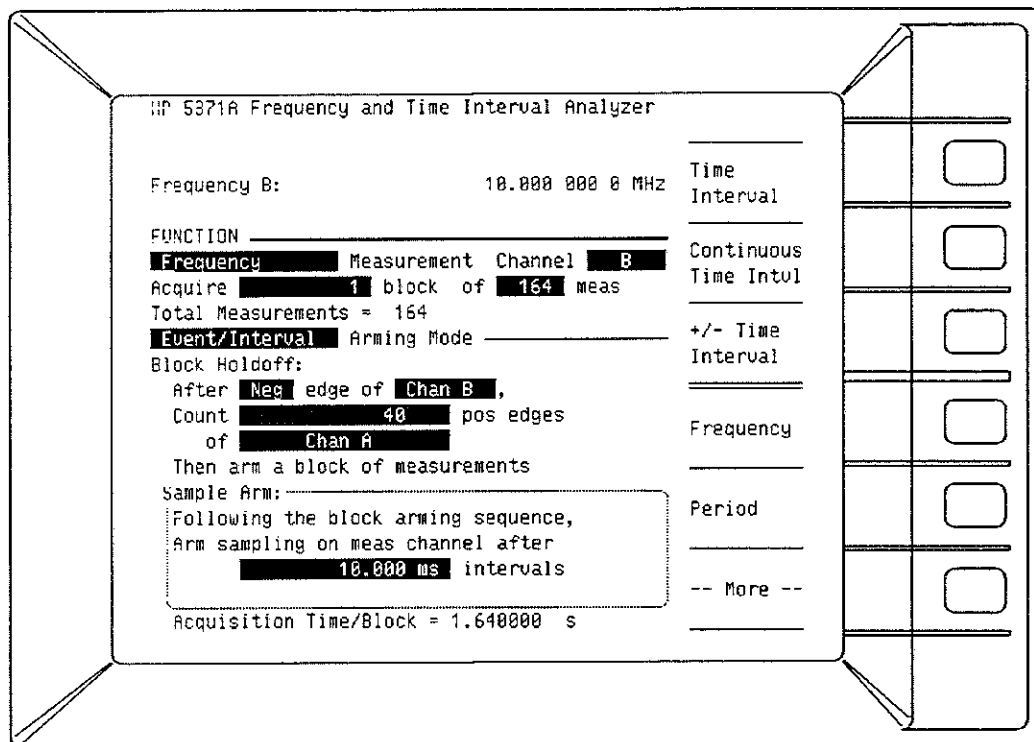 HP 5371A Frequency and Time Interval Analyzer
Frequency B: 10.000 000 0 MHz
FUNCTION
Frequency Measurement Channel B
Acquire 1 block of 164 meas
Total Measurements = 164
Event/Interval Arming Mode
Block Holdoff:
After Neg edge of Chan B ,
Count 40 pos edges
of Chan A
Then arm a block of measurements
Sample Arm:
Following the block arming sequence,
Arm sampling on meas channel after
10.000 ms intervals
Acquisition Time/Block = 1.640000 s
Time
Interval
Continuous
Time Intvl
+/- Time
Interval
Frequency
Period
-- More --